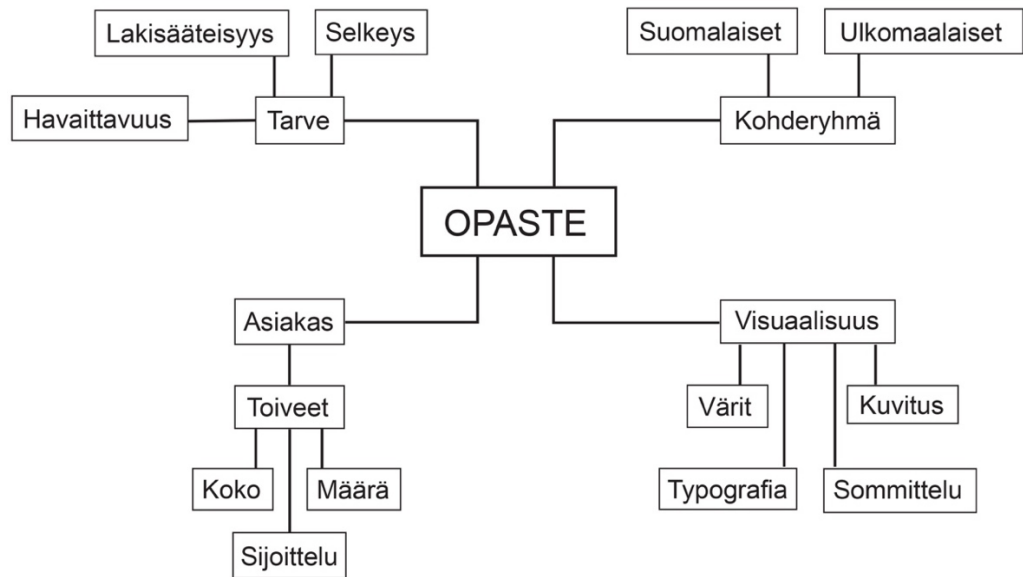 Lakisääteisyys
Selkeys
Suomalaiset
Ulkomaalaiset
Havaittavuus
Tarve
Kohderyhmä
OPASTE
Asiakas
Visuaalisuus
Toiveet
Värit
Kuvitus
Koko
Määrä
Typografia
Sommittelu
Sijoittelu